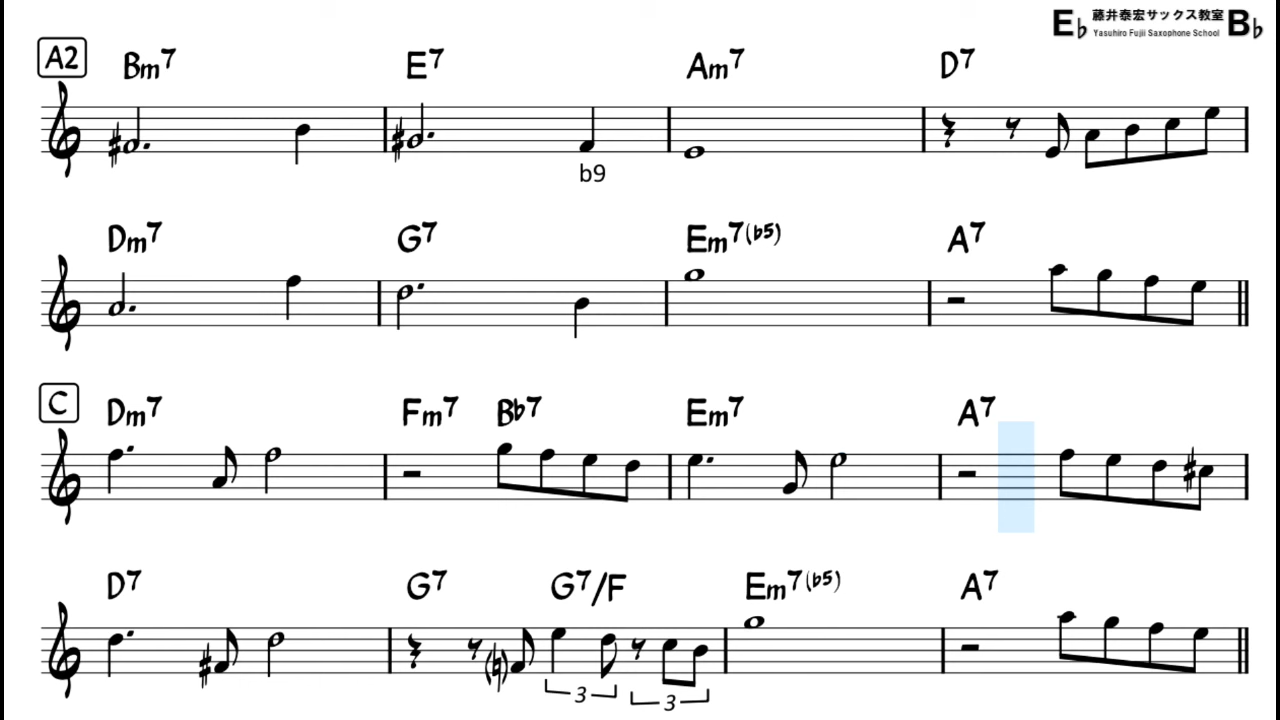 E♭ 藤井泰宏サックス教室 B♭
Yasuhiro Fujii Saxophone School
A2 Bm7 E7 Am7 D7
b9
Dm7 G7 Em7(♭5) A7
C Dm7 Fm7 B♭7 Em7 A7
D7 G7 G7/F Em7(♭5) A7
3 3